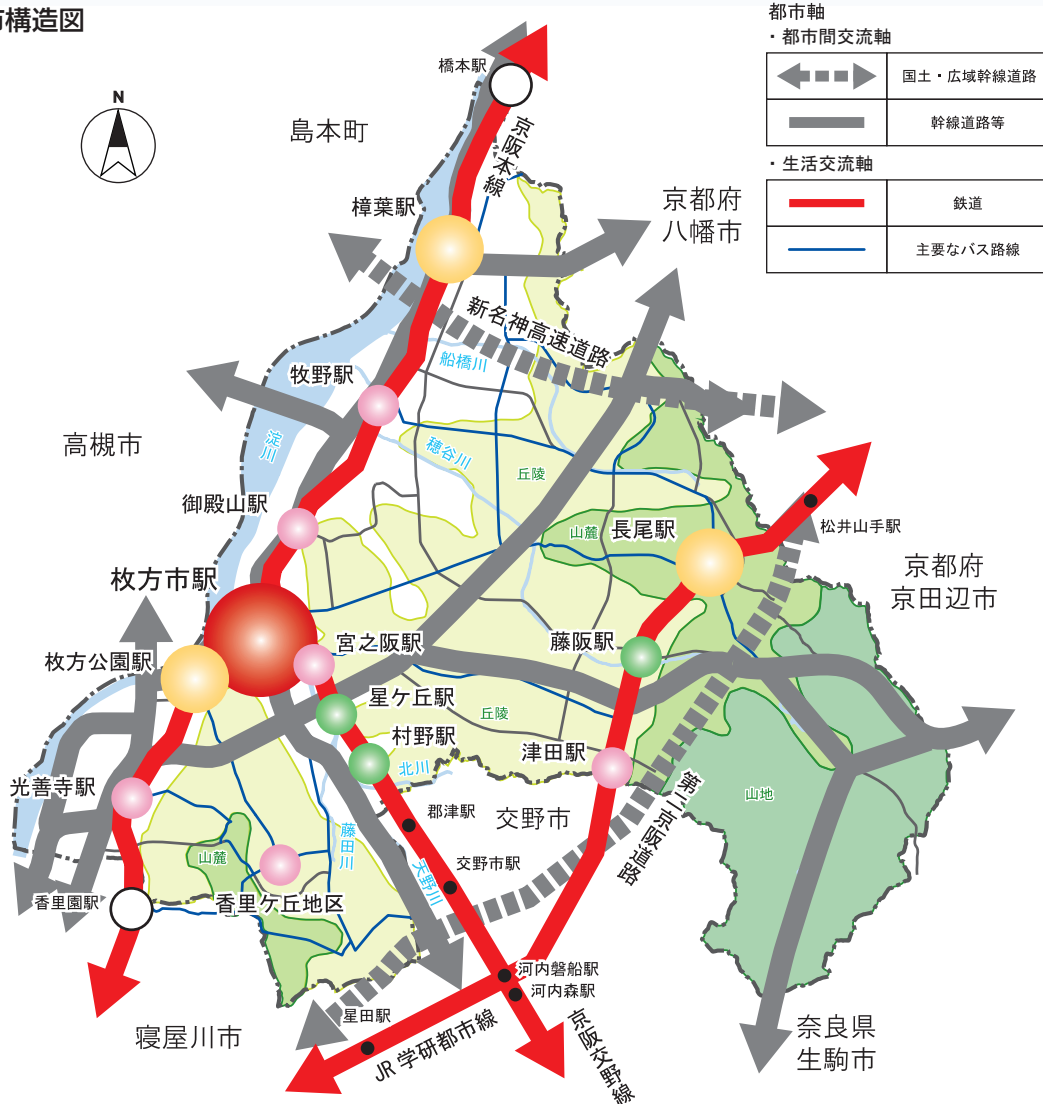 市構造図
都市軸
・都市間交流軸
国土・広域幹線道路
幹線道路等
・生活交流軸
鉄道
主要なバス路線
N
橋本駅
島本町
京阪本線
樟葉駅
京都府
八幡市
新名神高速道路
船橋川
牧野駅
高槻市
淀川
穂谷川
丘陵
御殿山駅
山麓
長尾駅
松井山手駅
京都府
京田辺市
枚方市駅
枚方公園駅
宮之阪駅
藤阪駅
星ケ丘駅
丘陵
村野駅
津田駅
北川
光善寺駅
郡津駅
交野市
第二京阪道路
山地
藤田川
山麓
交野市駅
天野川
香里園駅
香里ケ丘地区
河内磐船駅
河内森駅
星田駅
寝屋川市
JR学研都市線
京阪交野線
奈良県
生駒市